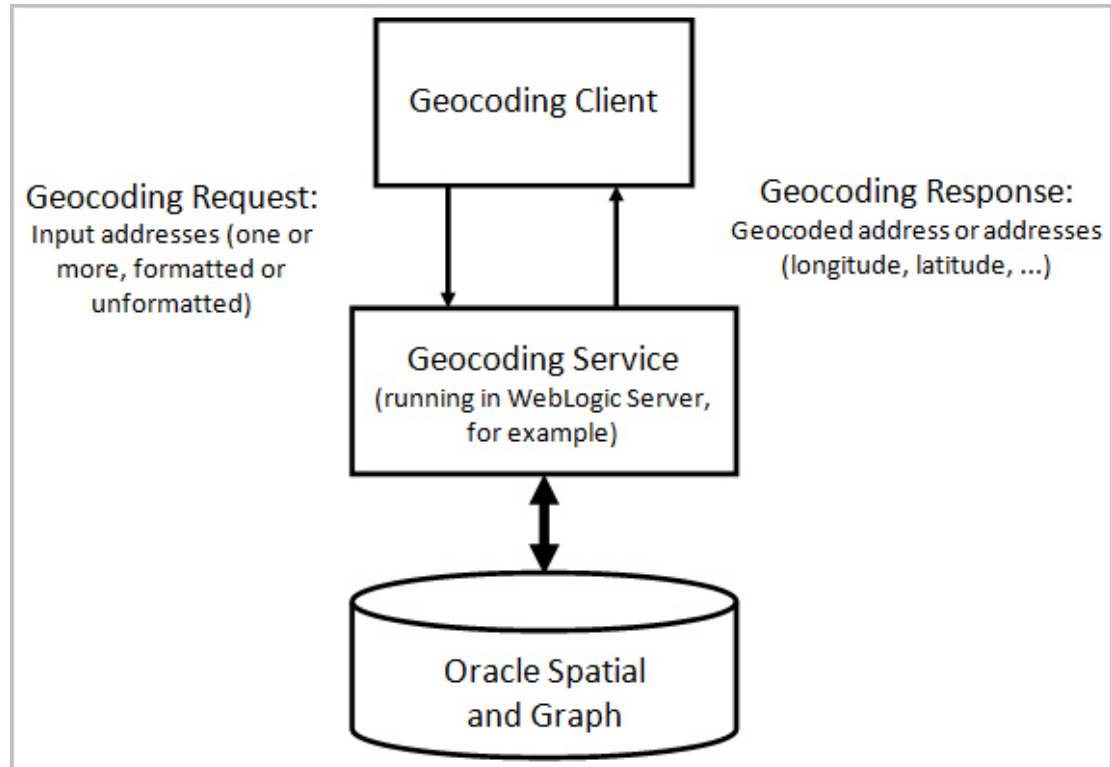 Geocoding Client
Geocoding Request:
Input addresses (one or
more, formatted or
unformatted)
Geocoding Response:
Geocoded address or addresses
(longitude, latitude, ...)
Geocoding Service
(running in WebLogic Server,
for example)
Oracle Spatial
and Graph